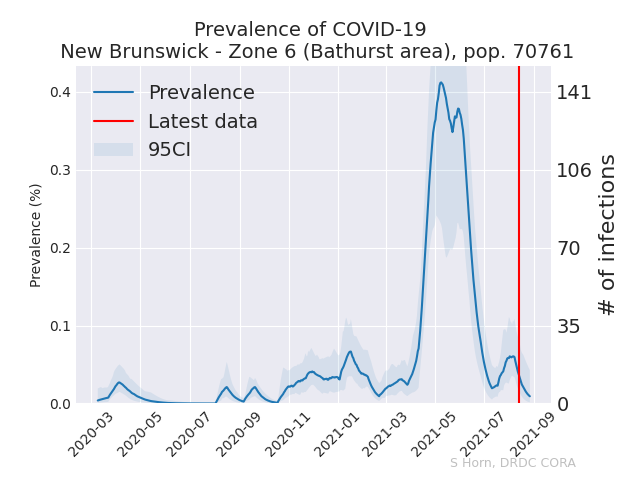 Prevalence of COVID-19
New Brunswick - Zone 6 (Bathurst area), pop. 70761
Prevalence
Latest data
95CI
Prevalence (%)
0.4
0.3
0.2
0.1
0.0
141
106
70
35
0
# of infections
2020-03
2020-05
2020-07
2020-09
2020-11
2021-01
2021-03
2021-05
2021-07
2021-09
S Horn, DRDC CORA